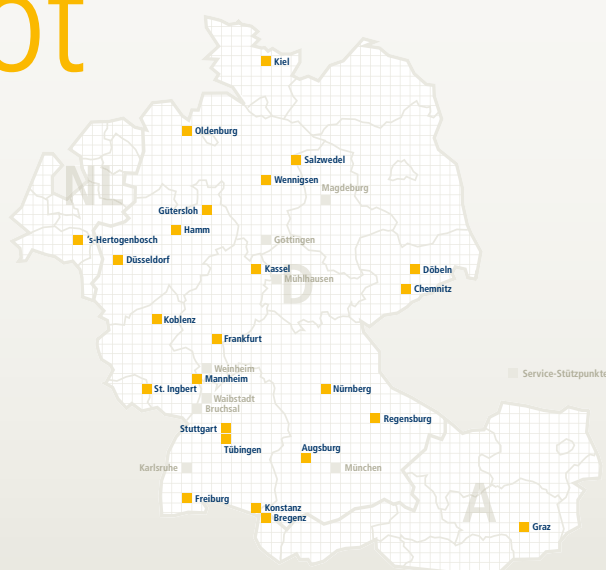 ot
Kiel
Oldenburg
Salzwedel
Wennigsen
NL
Magdeburg
Gütersloh
Hamm
's-Hertogenbosch
Göttingen
Düsseldorf
Kassel
D
Döbeln
Mühlhausen
Chemnitz
Koblenz
Frankfurt
Weinheim
Service-Stützpunkte
Mannheim
St. Ingbert
Nürnberg
Waibstadt
Bruchsal
Regensburg
Stuttgart
Tübingen
Augsburg
Karlsruhe
München
Freiburg
A
Konstanz
Bregenz
Graz